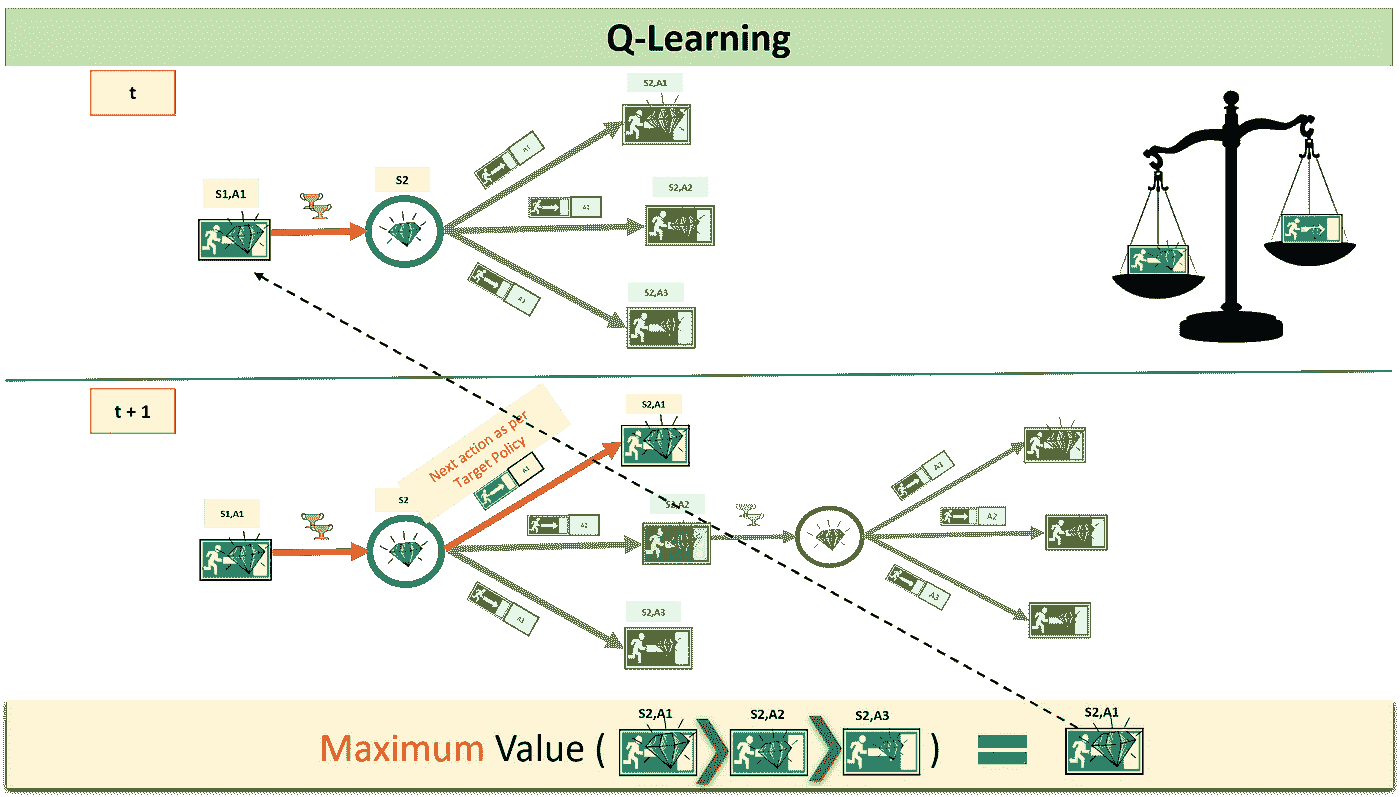 Q-Learning
t
S2,A1
A1
S1,A1
S2
S2,A2
A2
S2,A3
A3
t + 1
Next action as per
Target Policy
S2,A1
A1
S1,A1
S2
S2,A2
A2
S2,A3
A3
A1
A2
A3
Maximum Value ( S2,A1 S2,A2 S2,A3 ) = S2,A1